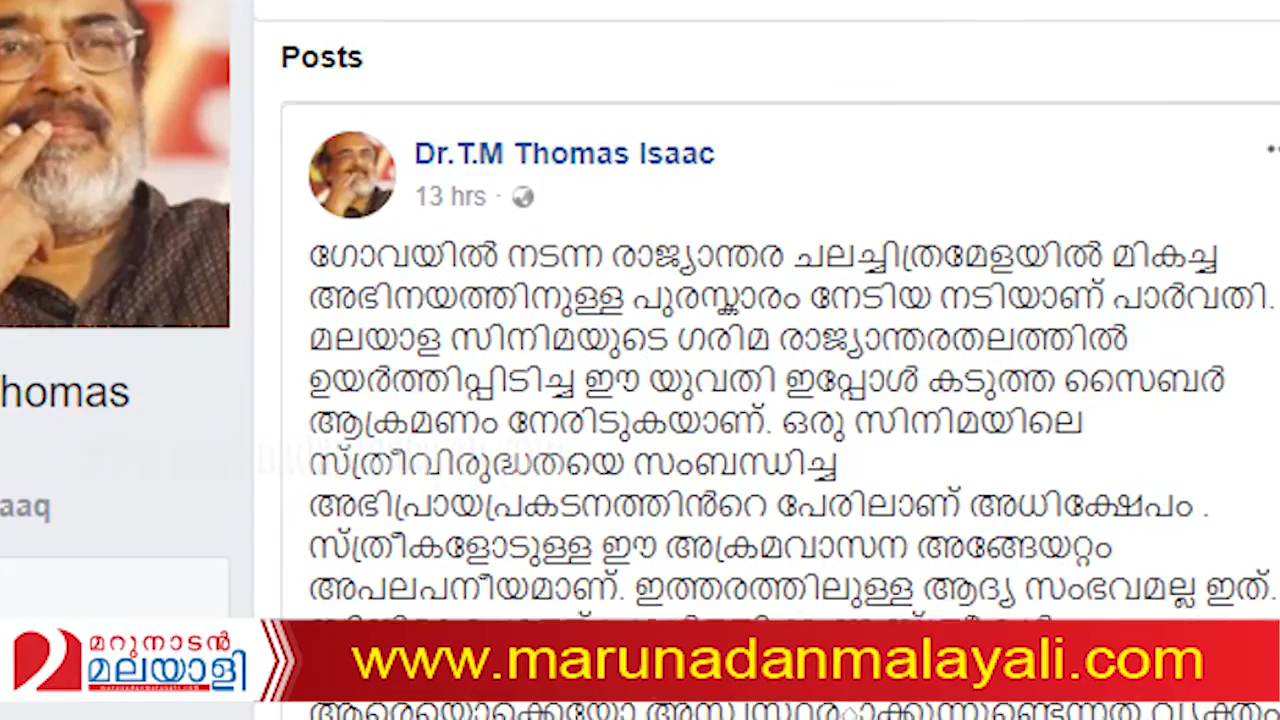 Posts
Dr.T.M Thomas Isaac
13 hrs ·
ഗോവയിൽ നടന്ന രാജ്യാന്തര ചലച്ചിത്രമേളയിൽ മികച്ച
അഭിനയത്തിനുള്ള പുരസ്കാരം നേടിയ നടിയാണ് പാർവതി.
മലയാള സിനിമയുടെ ഗരിമ രാജ്യാന്തരതലത്തിൽ
ഉയർത്തിപ്പിടിച്ച ഈ യുവതി ഇപ്പോൾ കടുത്ത സൈബർ
ആക്രമണം നേരിടുകയാണ്. ഒരു സിനിമയിലെ
സ്ത്രീവിരുദ്ധതയെ സംബന്ധിച്ച
അഭിപ്രായപ്രകടനത്തിൻറെ പേരിലാണ് അധിക്ഷേപം .
സ്ത്രീകളോടുള്ള ഈ അക്രമവാസന അങ്ങേയറ്റം
അപലപനീയമാണ്. ഇത്തരത്തിലുള്ള ആദ്യ സംഭവമല്ല ഇത്.
homas
aaq
മറുനാടൻ
മലയാളി
www.marunadanmalayali.com